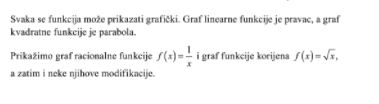 Svaka se funkcija može prikazati grafički. Graf linearne funkcije je pravac, a graf
kvadratne funkcije je parabola.
Prikažimo graf racionalne funkcije f(x)=1/x i graf funkcije korijena f(x)=√x,
a zatim i neke njihove modifikacije.